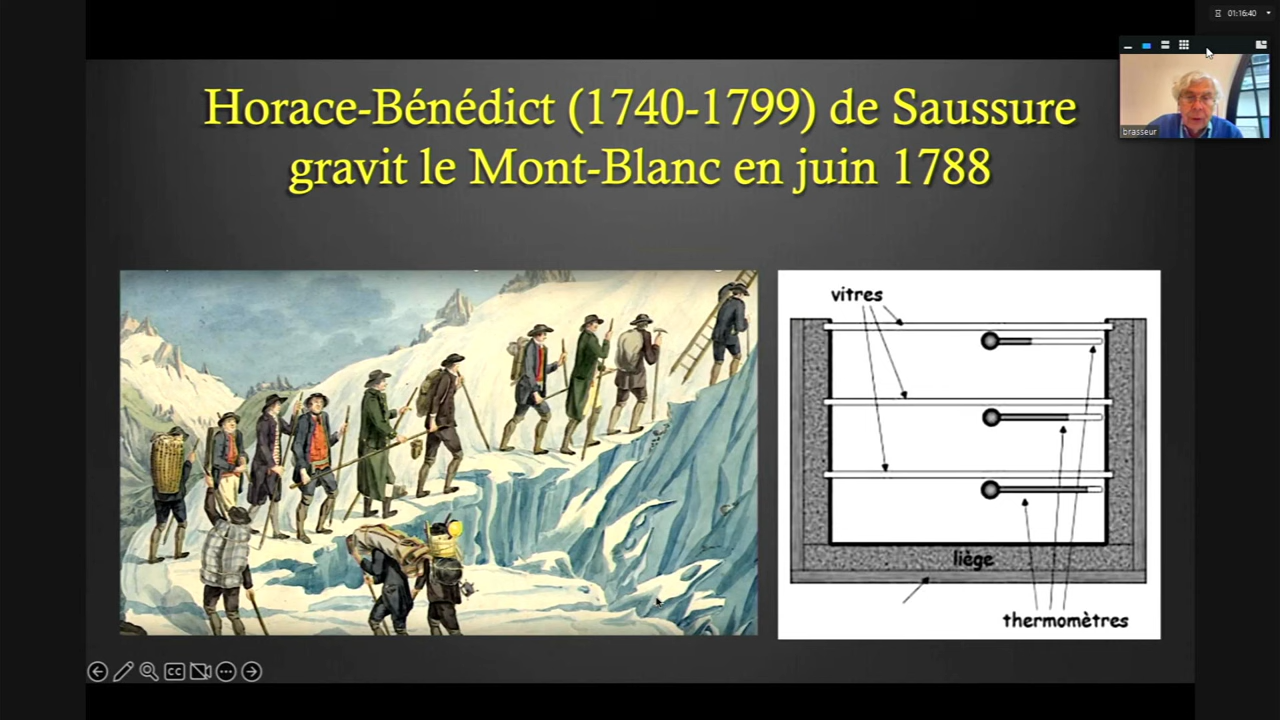 01:16:40
brasseur
Horace-Bénédict (1740-1799) de Saussure
gravit le Mont-Blanc en juin 1788
vitres
liège
thermomètres
CC